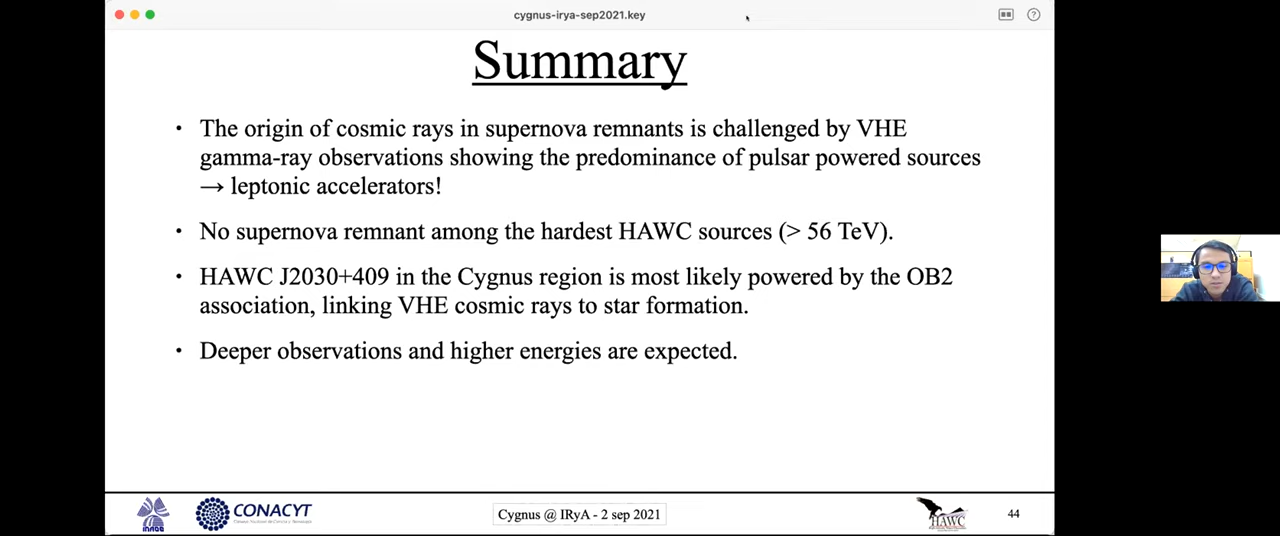 cygnus-irya-sep2021.key
Summary
• The origin of cosmic rays in supernova remnants is challenged by VHE
gamma-ray observations showing the predominance of pulsar powered sources
→ leptonic accelerators!
• No supernova remnant among the hardest HAWC sources (> 56 TeV).
• HAWC J2030+409 in the Cygnus region is most likely powered by the OB2
association, linking VHE cosmic rays to star formation.
• Deeper observations and higher energies are expected.
INAOE
CONACYT
Cygnus @ IRyA - 2 sep 2021
HAWC
44